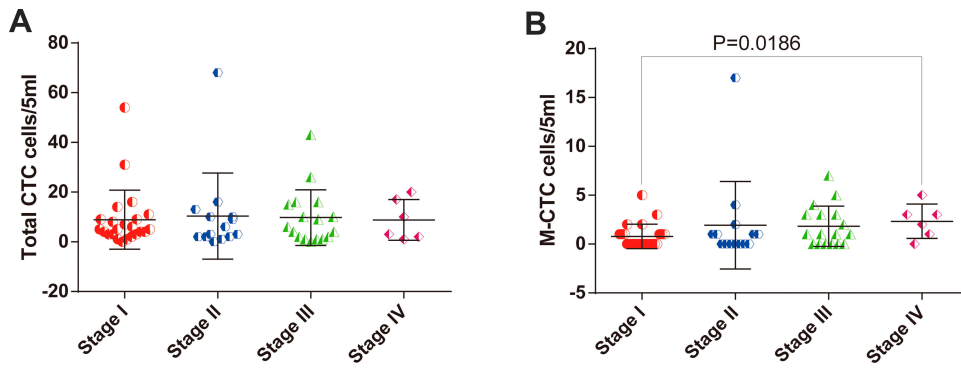 A
Total CTC cells/5ml
80
60
40
20
0
-20
Stage I
Stage II
Stage III
Stage IV
B
M-CTC cells/5ml
20
15
10
5
0
-5
P=0.0186
Stage I
Stage II
Stage III
Stage IV